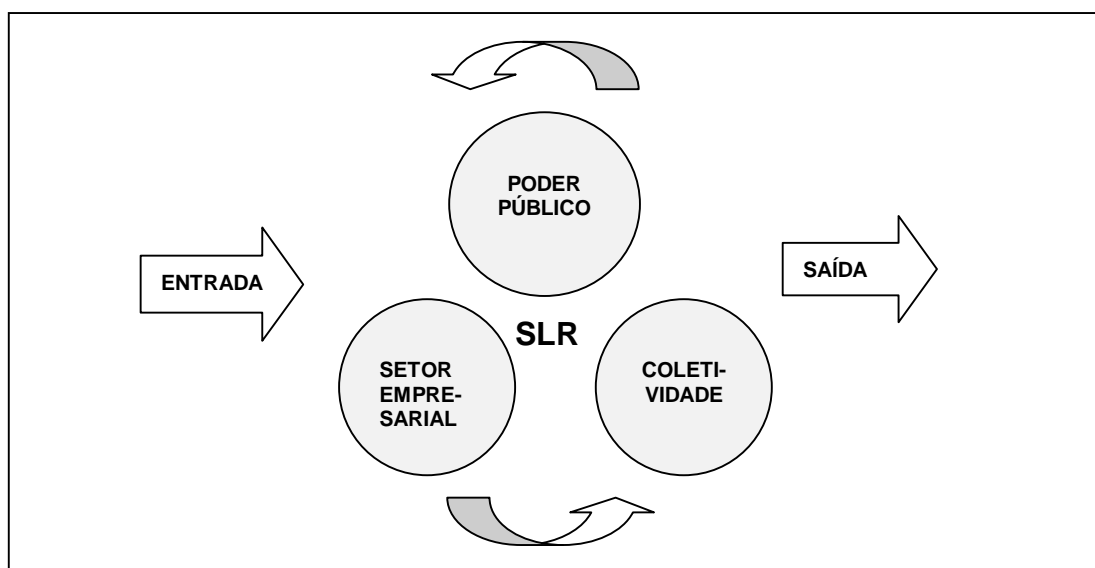 PODER
PÚBLICO
ENTRADA
SAÍDA
SLR
SETOR
EMPRE-
SARIAL
COLETI-
VIDADE